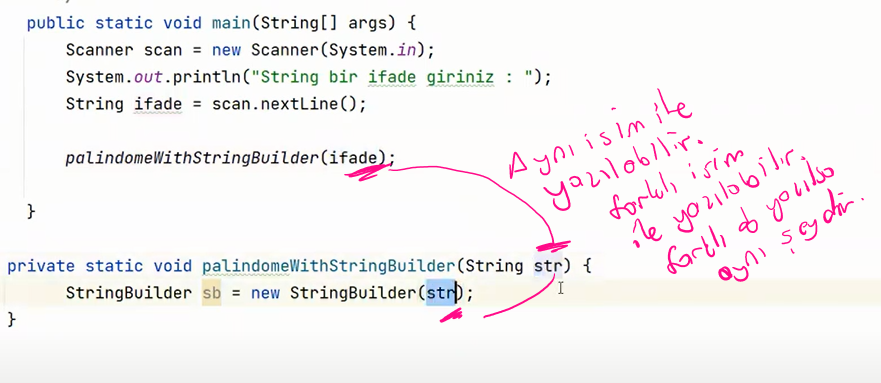 public static void main(String[] args) {
Scanner scan = new Scanner(System.in);
System.out.println("String bir ifade giriniz : ");
String ifade = scan.nextLine();
palindomeWithStringBuilder(ifade);
}
Aynı isim ile
yazılabilir.
farklı isim
ile yazılabilir.
farklı da yazılsa
aynı şeydir.
private static void palindomeWithStringBuilder(String str) {
StringBuilder sb = new StringBuilder(str);
}